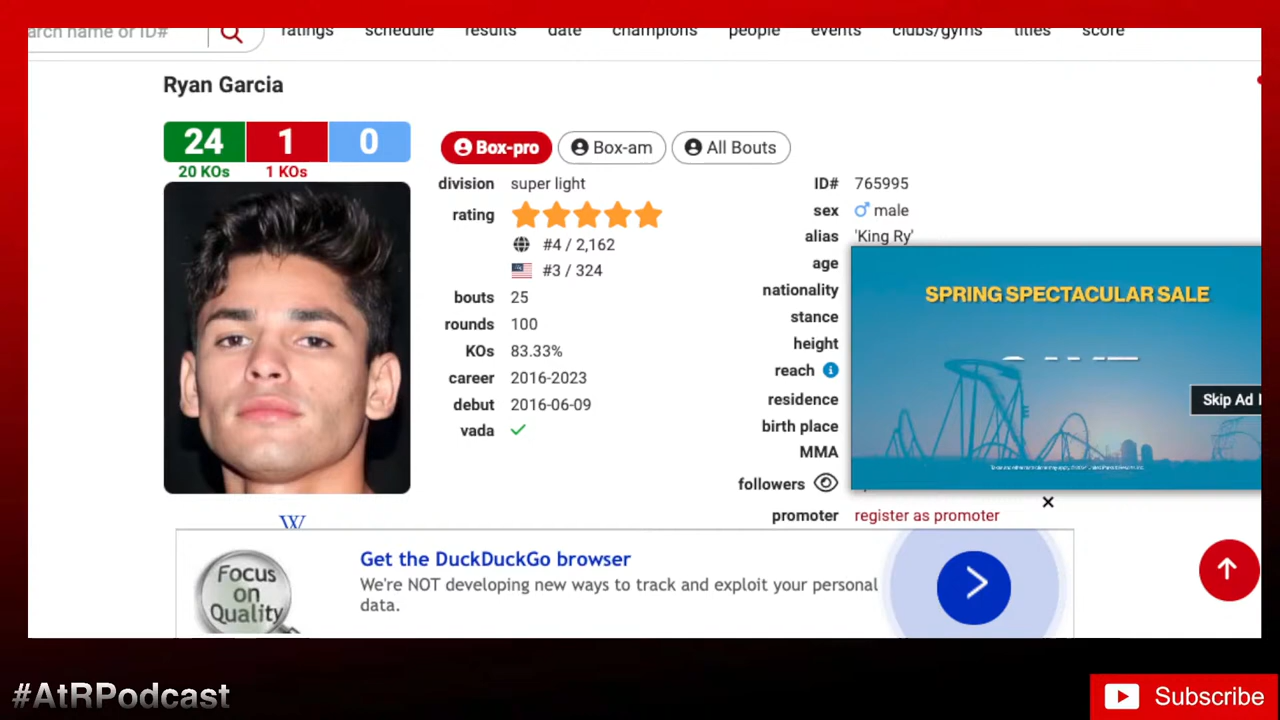 arch name or ID# ratings schedule results date champions people events clubs/gyms titles score
Ryan Garcia
24 1 0
20 KOs 1 KOs
Box-pro Box-am All Bouts
division super light
rating
#4 / 2,162
#3 / 324
bouts 25
rounds 100
KOs 83.33%
career 2016-2023
debut 2016-06-09
vada
ID# 765995
sex male
alias 'King Ry'
age
nationality
stance
height
reach
residence
birth place
MMA
followers
promoter register as promoter
SPRING SPECTACULAR SALE
Skip Ad
W
Focus
on
Quality
Get the DuckDuckGo browser
We're NOT developing new ways to track and exploit your personal
data.
#AtRPodcast
Subscribe